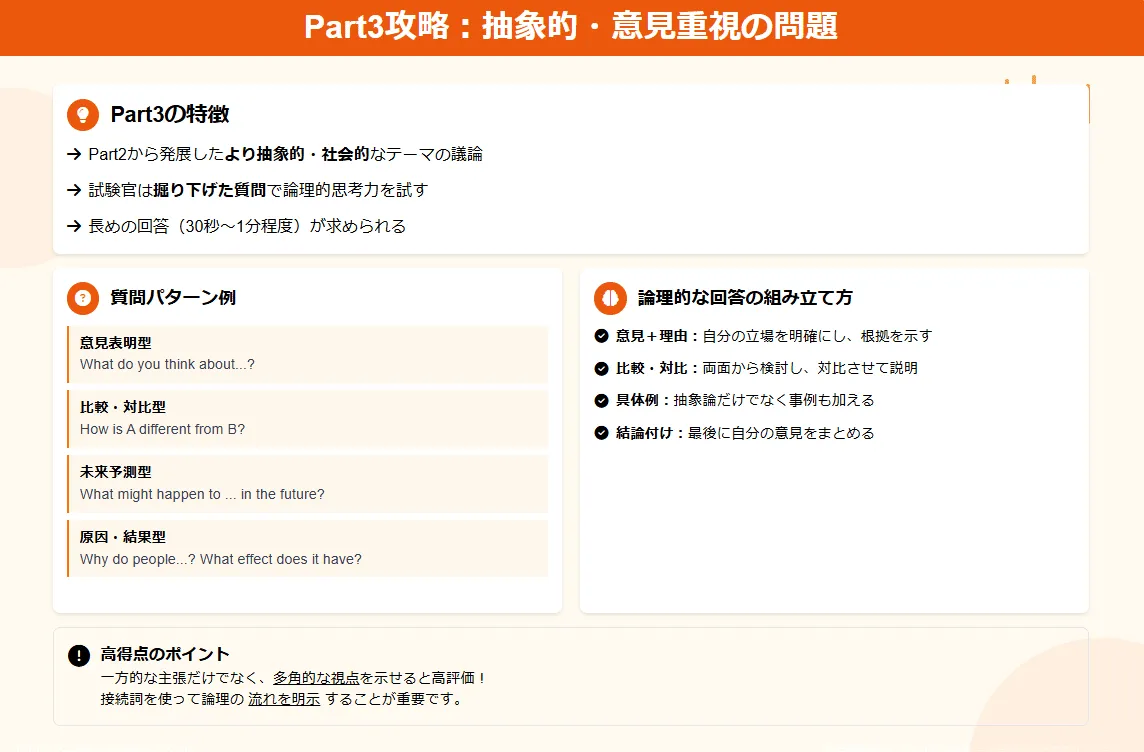 Part3攻略：抽象的・意見重視の問題
Part3の特徴
→ Part2から発展したより抽象的・社会的なテーマの議論
→ 試験官は掘り下げた質問で論理的思考力を試す
→ 長めの回答（30秒〜1分程度）が求められる
質問パターン例
意見表明型
What do you think about...?
比較・対比型
How is A different from B?
未来予測型
What might happen to ... in the future?
原因・結果型
Why do people...? What effect does it have?
論理的な回答の組み立て方
意見＋理由：自分の立場を明確にし、根拠を示す
比較・対比：両面から検討し、対比させて説明
具体例：抽象論だけでなく事例も加える
結論付け：最後に自分の意見をまとめる
高得点のポイント
一方的な主張だけでなく、多角的な視点を示せると高評価！
接続詞を使って論理の 流れを明示 することが重要です。